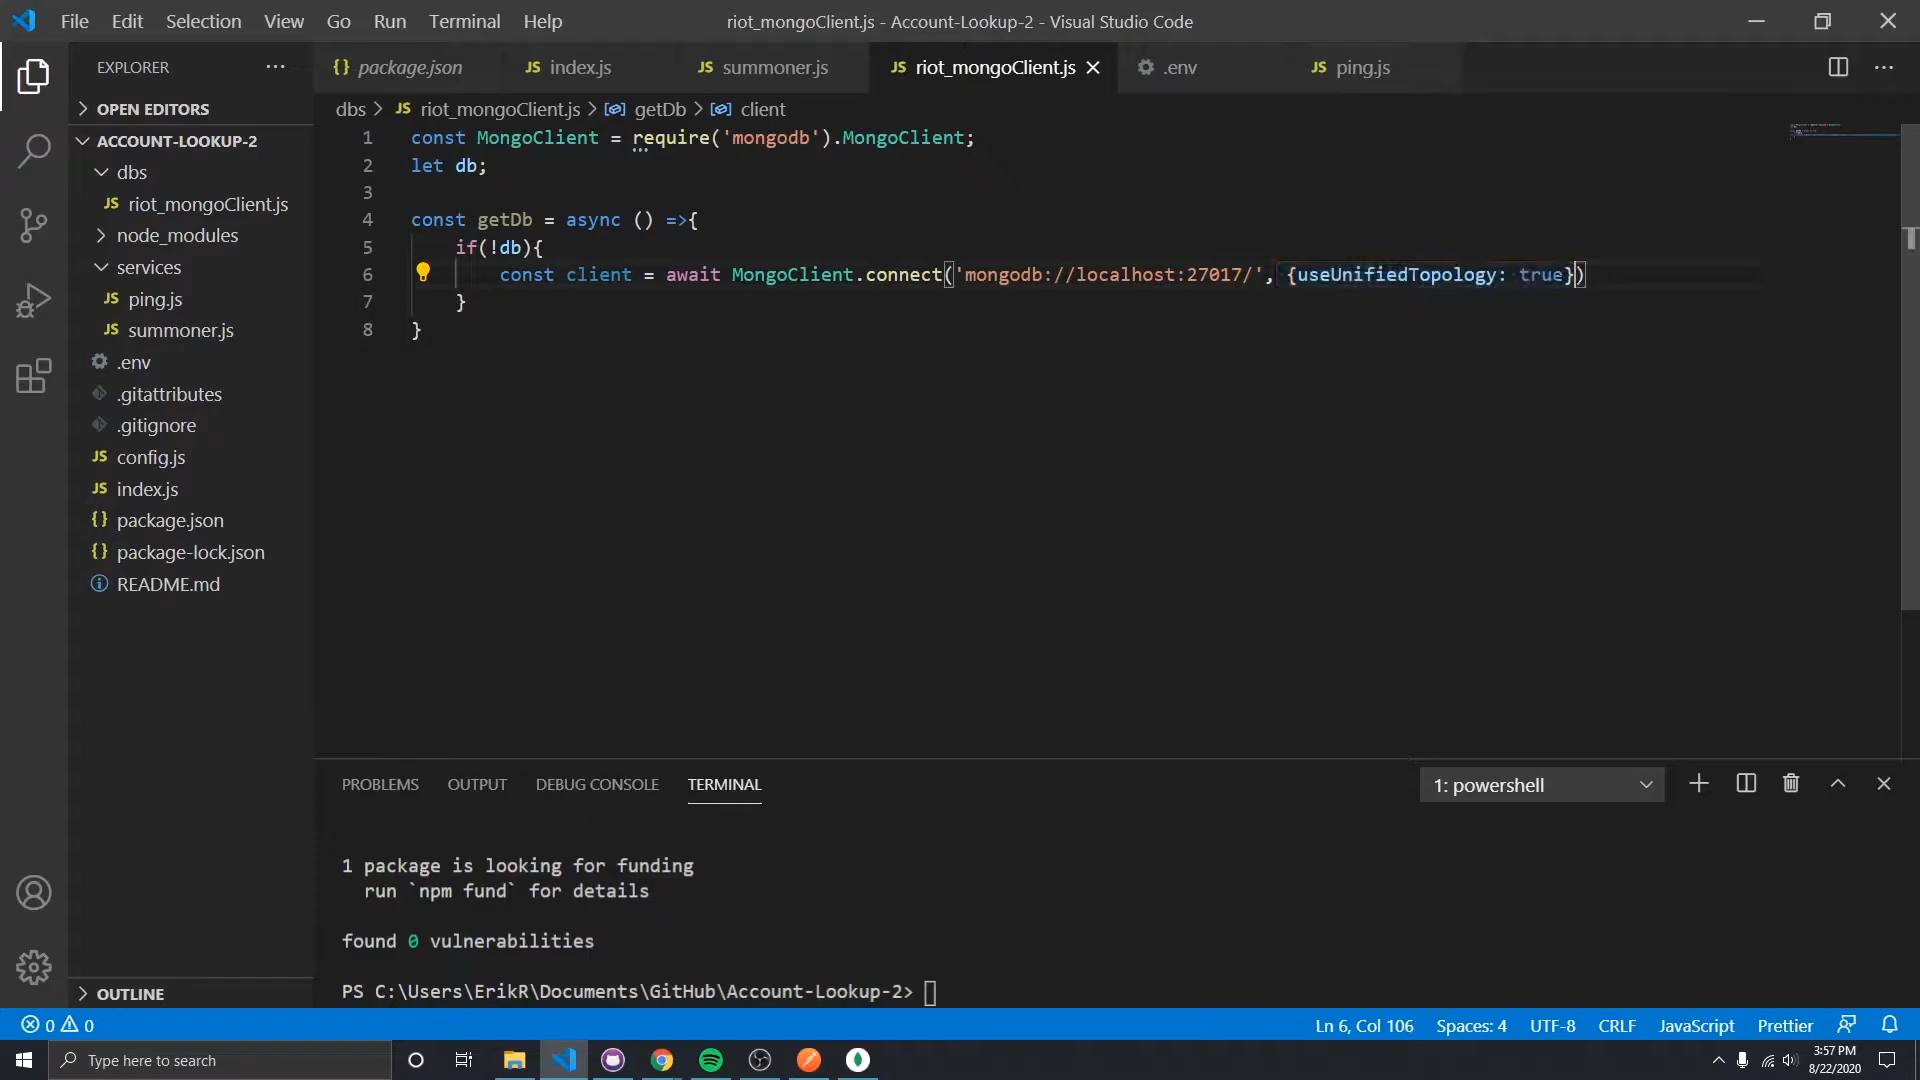 File Edit Selection View Go Run Terminal Help
riot_mongoClient.js - Account-Lookup-2 - Visual Studio Code
EXPLORER
OPEN EDITORS
ACCOUNT-LOOKUP-2
dbs
JS riot_mongoClient.js
node_modules
services
JS ping.js
JS summoner.js
.env
.gitattributes
.gitignore
JS config.js
JS index.js
{} package.json
{} package-lock.json
README.md
OUTLINE
{} package.json JS index.js JS summoner.js JS riot_mongoClient.js .env JS ping.js
dbs > JS riot_mongoClient.js > getDb > client
1 const MongoClient = require('mongodb').MongoClient;
2 let db;
3
4 const getDb = async () =>{
5 if(!db){
6 const client = await MongoClient.connect('mongodb://localhost:27017/', {useUnifiedTopology: true})
7 }
8 }
PROBLEMS OUTPUT DEBUG CONSOLE TERMINAL 1: powershell
1 package is looking for funding
run `npm fund` for details
found 0 vulnerabilities
PS C:\Users\ErikR\Documents\GitHub\Account-Lookup-2>
0 0 Ln 6, Col 106 Spaces: 4 UTF-8 CRLF JavaScript Prettier
Type here to search
3:57 PM
8/22/2020